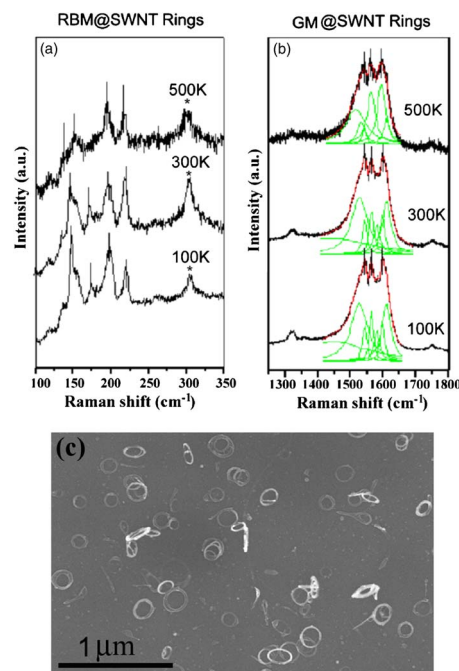 RBM@SWNT Rings
(a)
500K
*
300K
*
100K
*
Intensity (a.u.)
100 150 200 250 300 350
Raman shift (cm⁻¹)
GM @SWNT Rings
(b)
500K
300K
100K
Intensity (a.u.)
1300 1400 1500 1600 1700 1800
Raman shift (cm⁻¹)
(c)
1 μm